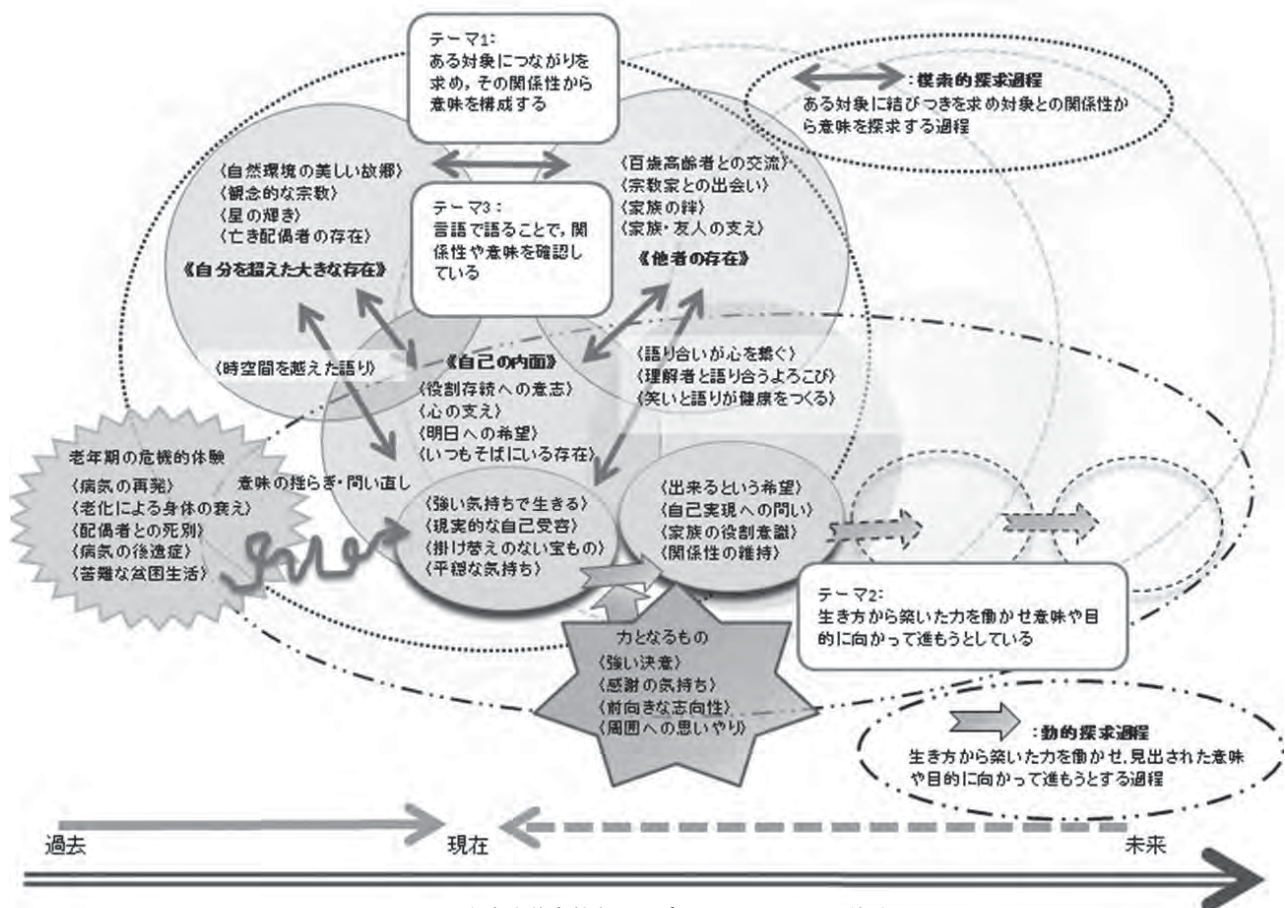 テーマ1：
ある対象につながりを
求め，その関係性から
意味を構成する
：模索的探求過程
ある対象に結びつきを求め対象との関係性か
ら意味を探求する過程
〈自然環境の美しい故郷〉
〈観念的な宗教〉
〈星の輝き〉
〈亡き配偶者の存在〉
《自分を超えた大きな存在》
テーマ3：
言語で語ることで，関
係性や意味を確認し
ている
〈百歳高齢者との交流〉
〈宗教家との出会い〉
〈家族の絆〉
〈家族・友人の支え〉
《他者の存在》
〈時空間を越えた語り〉
《自己の内面》
〈役割存続への意志〉
〈心の支え〉
〈明日への希望〉
〈いつもそばにいる存在〉
〈語り合いが心を繋ぐ〉
〈理解者と語り合うよろこび〉
〈笑いと語りが健康をつくる〉
老年期の危機的体験
〈病気の再発〉
〈老化による身体の衰え〉
〈配偶者との死別〉
〈病気の後遺症〉
〈苦難な貧困生活〉
意味の揺らぎ・問い直し
〈強い気持ちで生きる〉
〈現実的な自己受容〉
〈掛け替えのない宝もの〉
〈平穏な気持ち〉
〈出来るという希望〉
〈自己実現への問い〉
〈家族の役割意識〉
〈関係性の維持〉
テーマ2：
生き方から築いた力を働かせ意味や目
的に向かって進もうとしている
力となるもの
〈強い決意〉
〈感謝の気持ち〉
〈前向きな志向性〉
〈周囲への思いやり〉
：動的探求過程
生き方から築いた力を働かせ，見出された意味
や目的に向かって進もうとする過程
過去
現在
未来